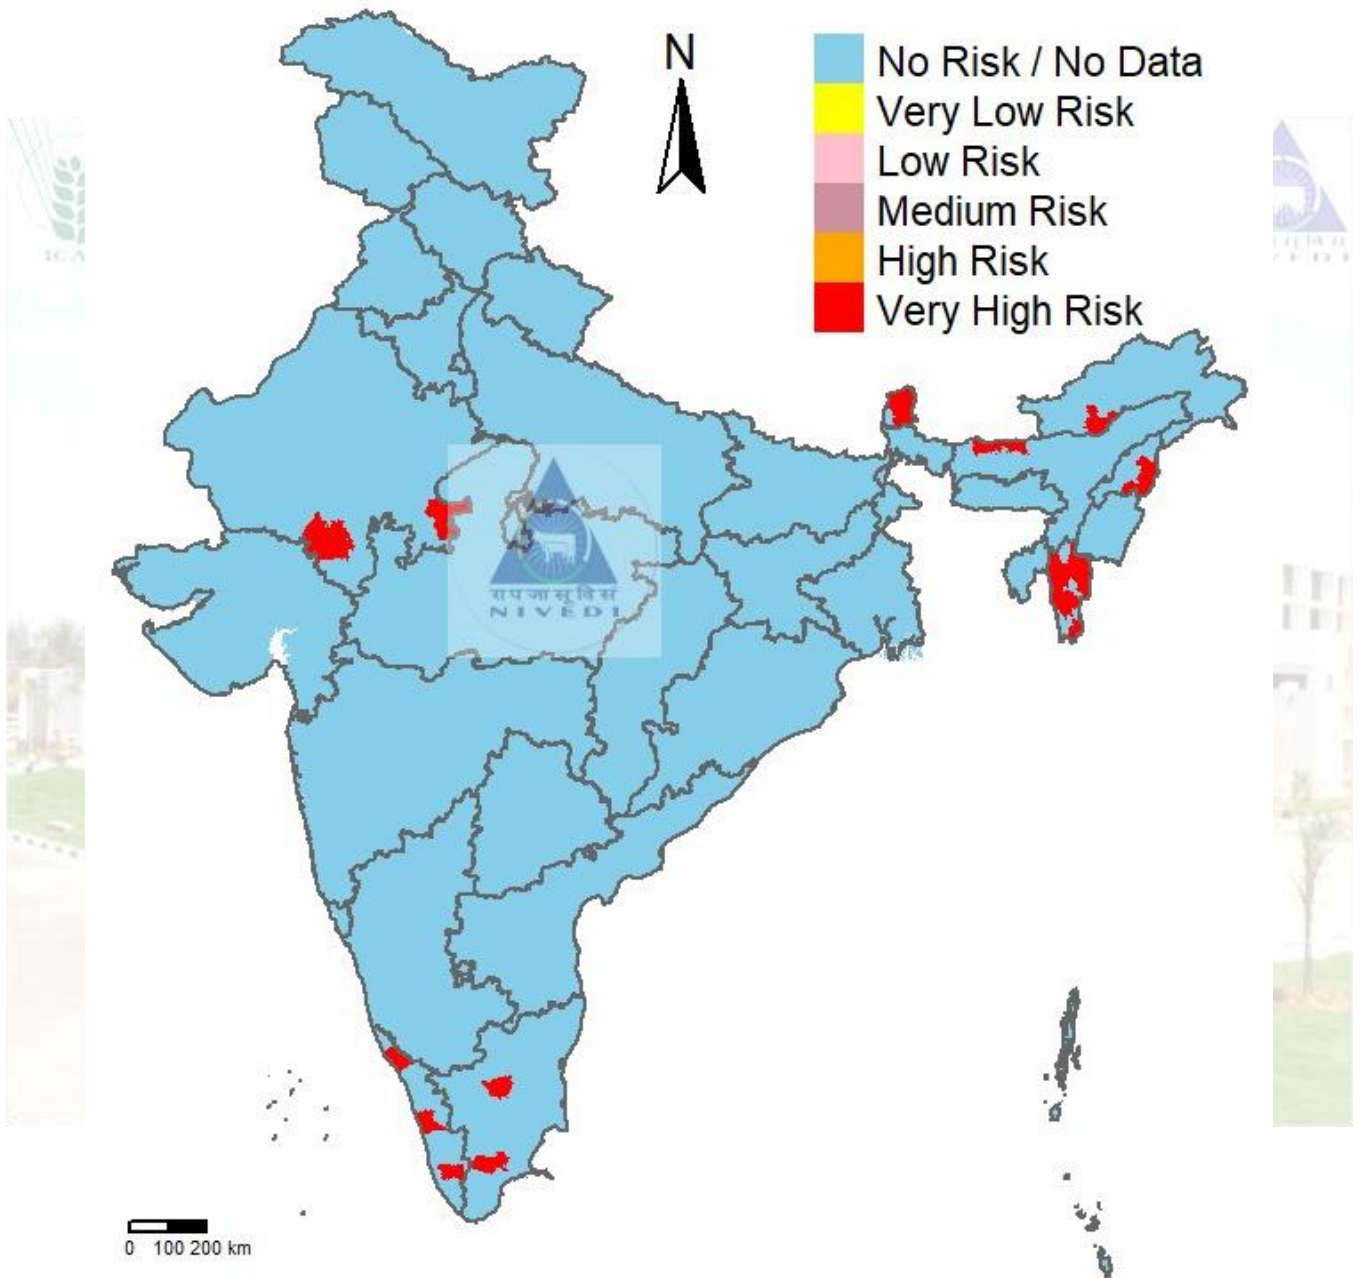 N
No Risk / No Data
Very Low Risk
Low Risk
Medium Risk
High Risk
Very High Risk
रापजासूविसं
NIVEDI
0 100 200 km